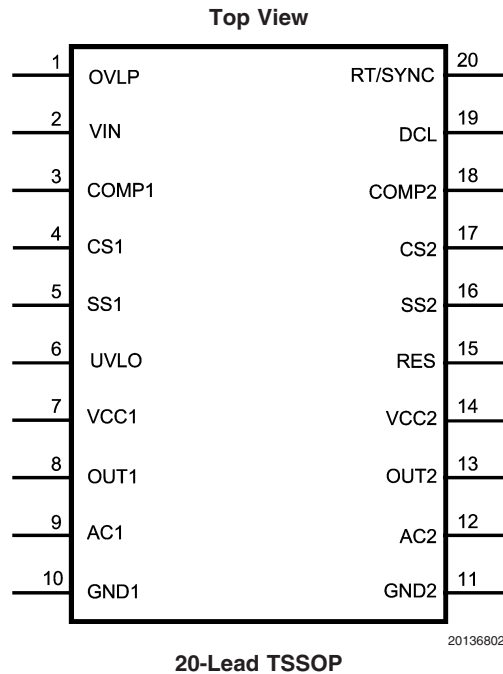 Top View
1 OVLP RT/SYNC 20
2 VIN DCL 19
3 COMP1 COMP2 18
4 CS1 CS2 17
5 SS1 SS2 16
6 UVLO RES 15
7 VCC1 VCC2 14
8 OUT1 OUT2 13
9 AC1 AC2 12
10 GND1 GND2 11
20136802
20-Lead TSSOP